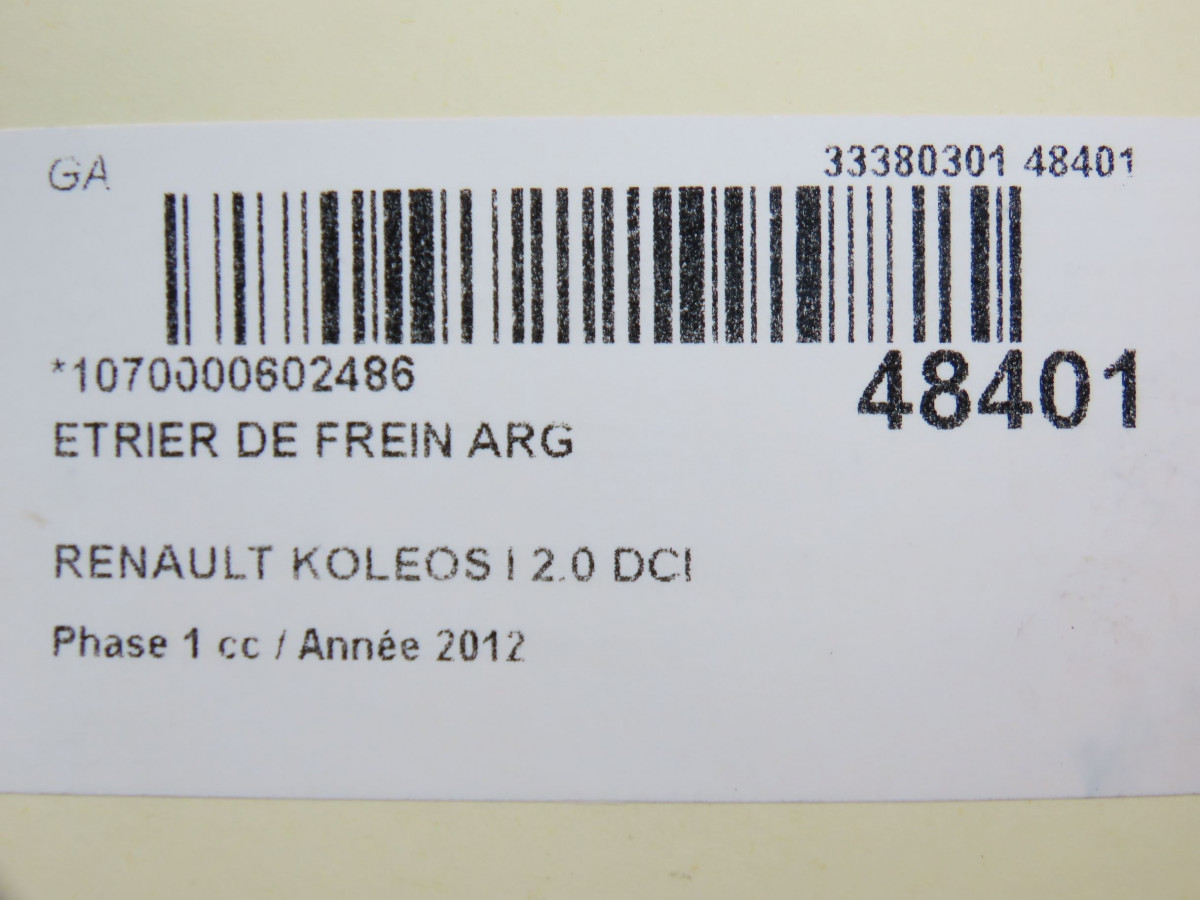 GA
33380301 48401
*1070000602486
48401
ETRIER DE FREIN ARG
RENAULT KOLEOS I 2.0 DCI
Phase 1 cc / Année 2012